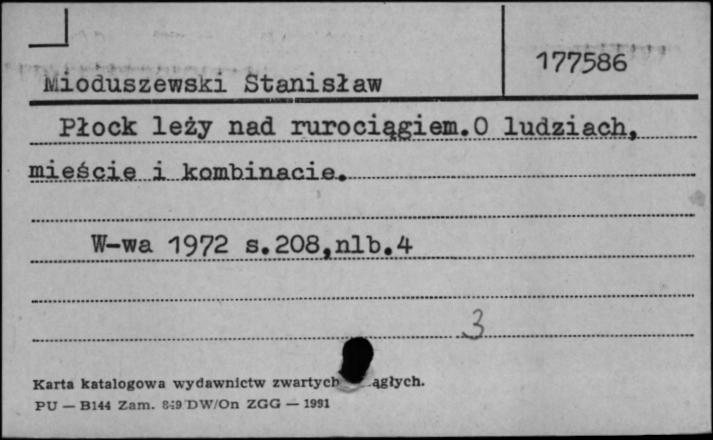 177586
Mioduszewski Stanisław
Płock leży nad rurociągiem.O ludziach,
mieście i kombinacie.
W-wa 1972 s.208,nlb.4
3
Karta katalogowa wydawnictw zwartych ągłych.
PU — B144 Zam. DW/On ZGG — 1991